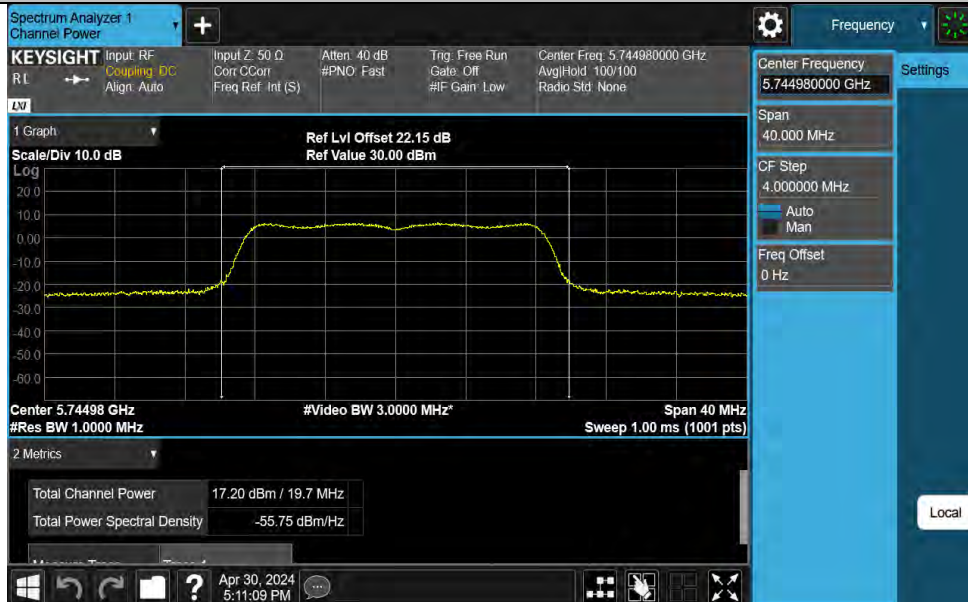 Spectrum Analyzer 1
Channel Power
+
Frequency
KEYSIGHT
Input: RF
Coupling: DC
Align: Auto
Input Z: 50 Ω
Corr CCorr
Freq Ref: Int (S)
Atten: 40 dB
#PNO: Fast
Trig: Free Run
Gate: Off
#IF Gain: Low
Center Freq: 5.744980000 GHz
Avg|Hold: 100/100
Radio Std: None
LXI
Center Frequency
5.744980000 GHz
Settings
Span
40.000 MHz
CF Step
4.000000 MHz
Auto
Man
Freq Offset
0 Hz
1 Graph
Scale/Div 10.0 dB
Ref Lvl Offset 22.15 dB
Ref Value 30.00 dBm
Log
20.0
10.0
0.00
-10.0
-20.0
-30.0
-40.0
-50.0
-60.0
Center 5.74498 GHz
#Video BW 3.0000 MHz*
Span 40 MHz
#Res BW 1.0000 MHz
Sweep 1.00 ms (1001 pts)
2 Metrics
Total Channel Power 17.20 dBm / 19.7 MHz
Total Power Spectral Density -55.75 dBm/Hz
Local
?
Apr 30, 2024
5:11:09 PM